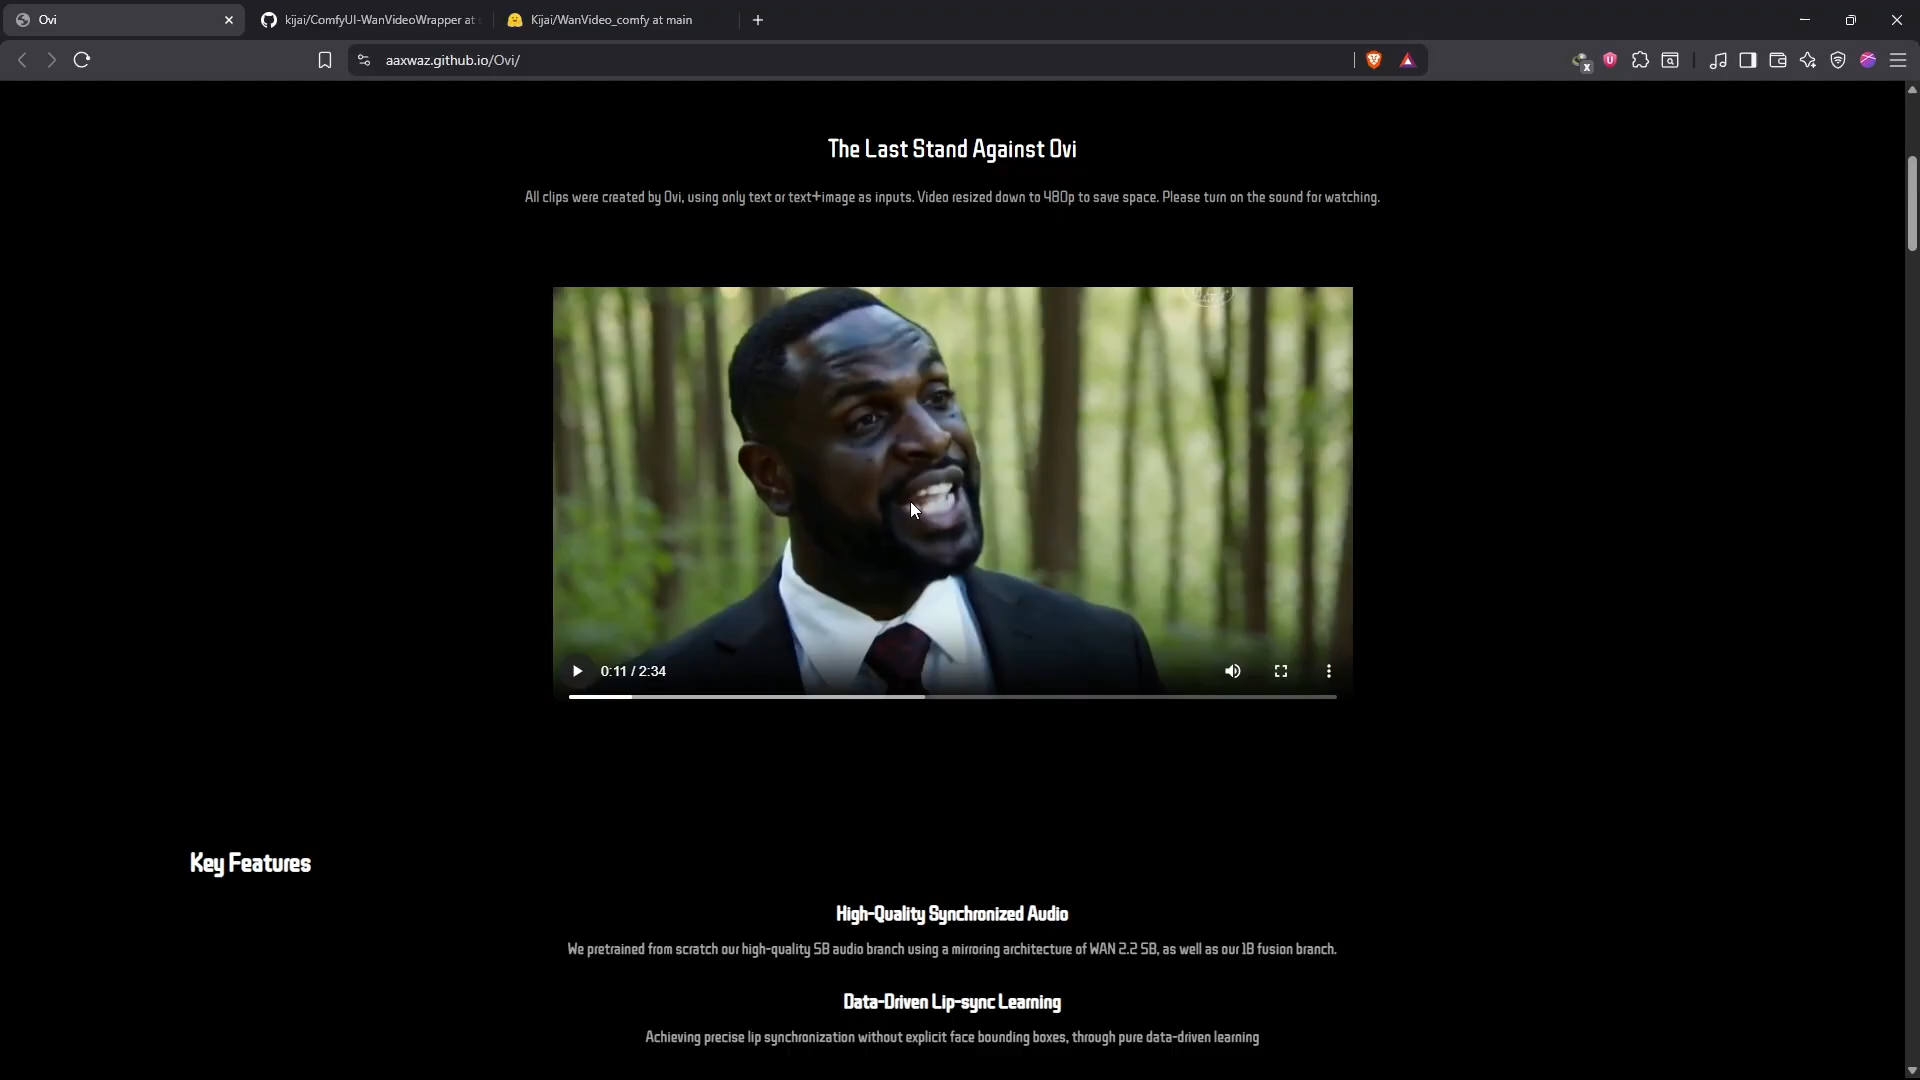 Ovi
kijai/ComfyUI-WanVideoWrapper at
Kijai/WanVideo_comfy at main
aaxwaz.github.io/Ovi/
The Last Stand Against Ovi
All clips were created by Ovi, using only text or text+image as inputs. Video resized down to 480p to save space. Please turn on the sound for watching.
0:11 / 2:34
Key Features
High-Quality Synchronized Audio
We pretrained from scratch our high-quality 5B audio branch using a mirroring architecture of WAN 2.2 5B, as well as our 1B fusion branch.
Data-Driven Lip-sync Learning
Achieving precise lip synchronization without explicit face bounding boxes, through pure data-driven learning